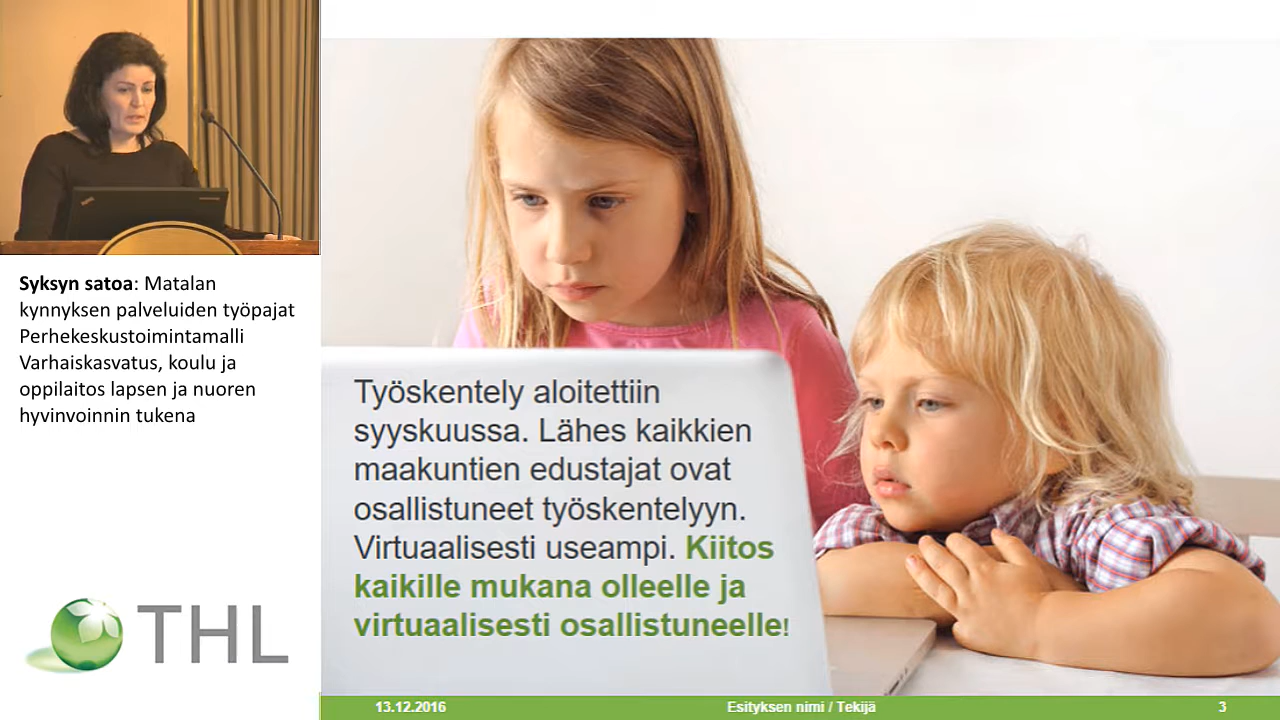 Syksyn satoa: Matalan
kynnyksen palveluiden työpajat
Perhekeskustoimintamalli
Varhaiskasvatus, koulu ja
oppilaitos lapsen ja nuoren
hyvinvoinnin tukena
THL
Työskentely aloitettiin
syyskuussa. Lähes kaikkien
maakuntien edustajat ovat
osallistuneet työskentelyyn.
Virtuaalisesti useampi. Kiitos
kaikille mukana olleelle ja
virtuaalisesti osallistuneelle!
13.12.2016 Esityksen nimi / Tekijä 3